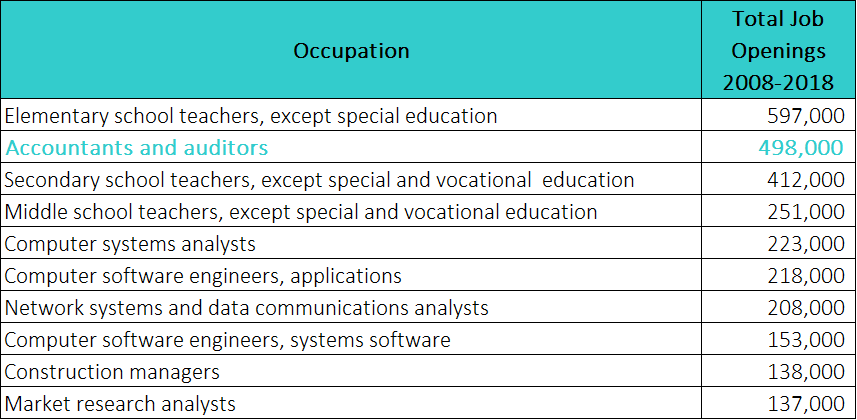 Occupation
Total Job
Openings
2008-2018
Elementary school teachers, except special education 597,000
Accountants and auditors 498,000
Secondary school teachers, except special and vocational  education 412,000
Middle school teachers, except special and vocational education 251,000
Computer systems analysts 223,000
Computer software engineers, applications 218,000
Network systems and data communications analysts 208,000
Computer software engineers, systems software 153,000
Construction managers 138,000
Market research analysts 137,000